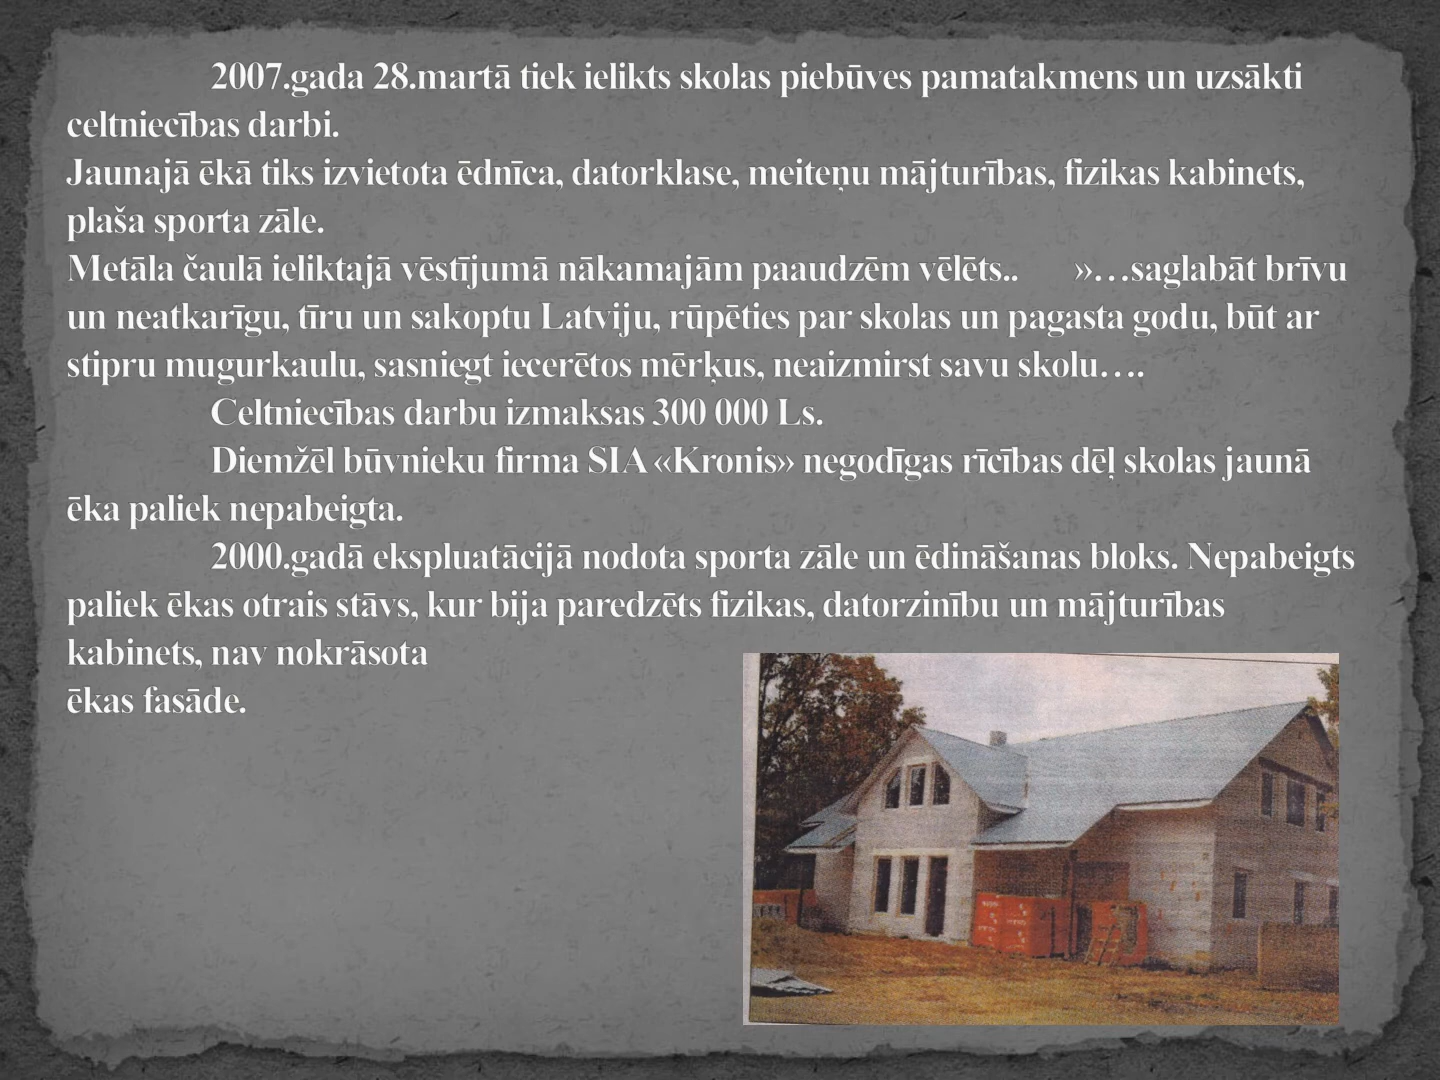 2007.gada 28.martā tiek ielikts skolas piebūves pamatakmens un uzsākti
celtniecības darbi.
Jaunajā ēkā tiks izvietota ēdnīca, datorklase, meiteņu mājturības, fizikas kabinets,
plaša sporta zāle.
Metāla čaulā ieliktajā vēstījumā nākamajām paaudzēm vēlēts.. »…saglabāt brīvu
un neatkarīgu, tīru un sakoptu Latviju, rūpēties par skolas un pagasta godu, būt ar
stipru mugurkaulu, sasniegt iecerētos mērķus, neaizmirst savu skolu….
Celtniecības darbu izmaksas 300 000 Ls.
Diemžēl būvnieku firma SIA «Kronis» negodīgas rīcības dēļ skolas jaunā
ēka paliek nepabeigta.
2000.gadā ekspluatācijā nodota sporta zāle un ēdināšanas bloks. Nepabeigts
paliek ēkas otrais stāvs, kur bija paredzēts fizikas, datorzinību un mājturības
kabinets, nav nokrāsota
ēkas fasāde.